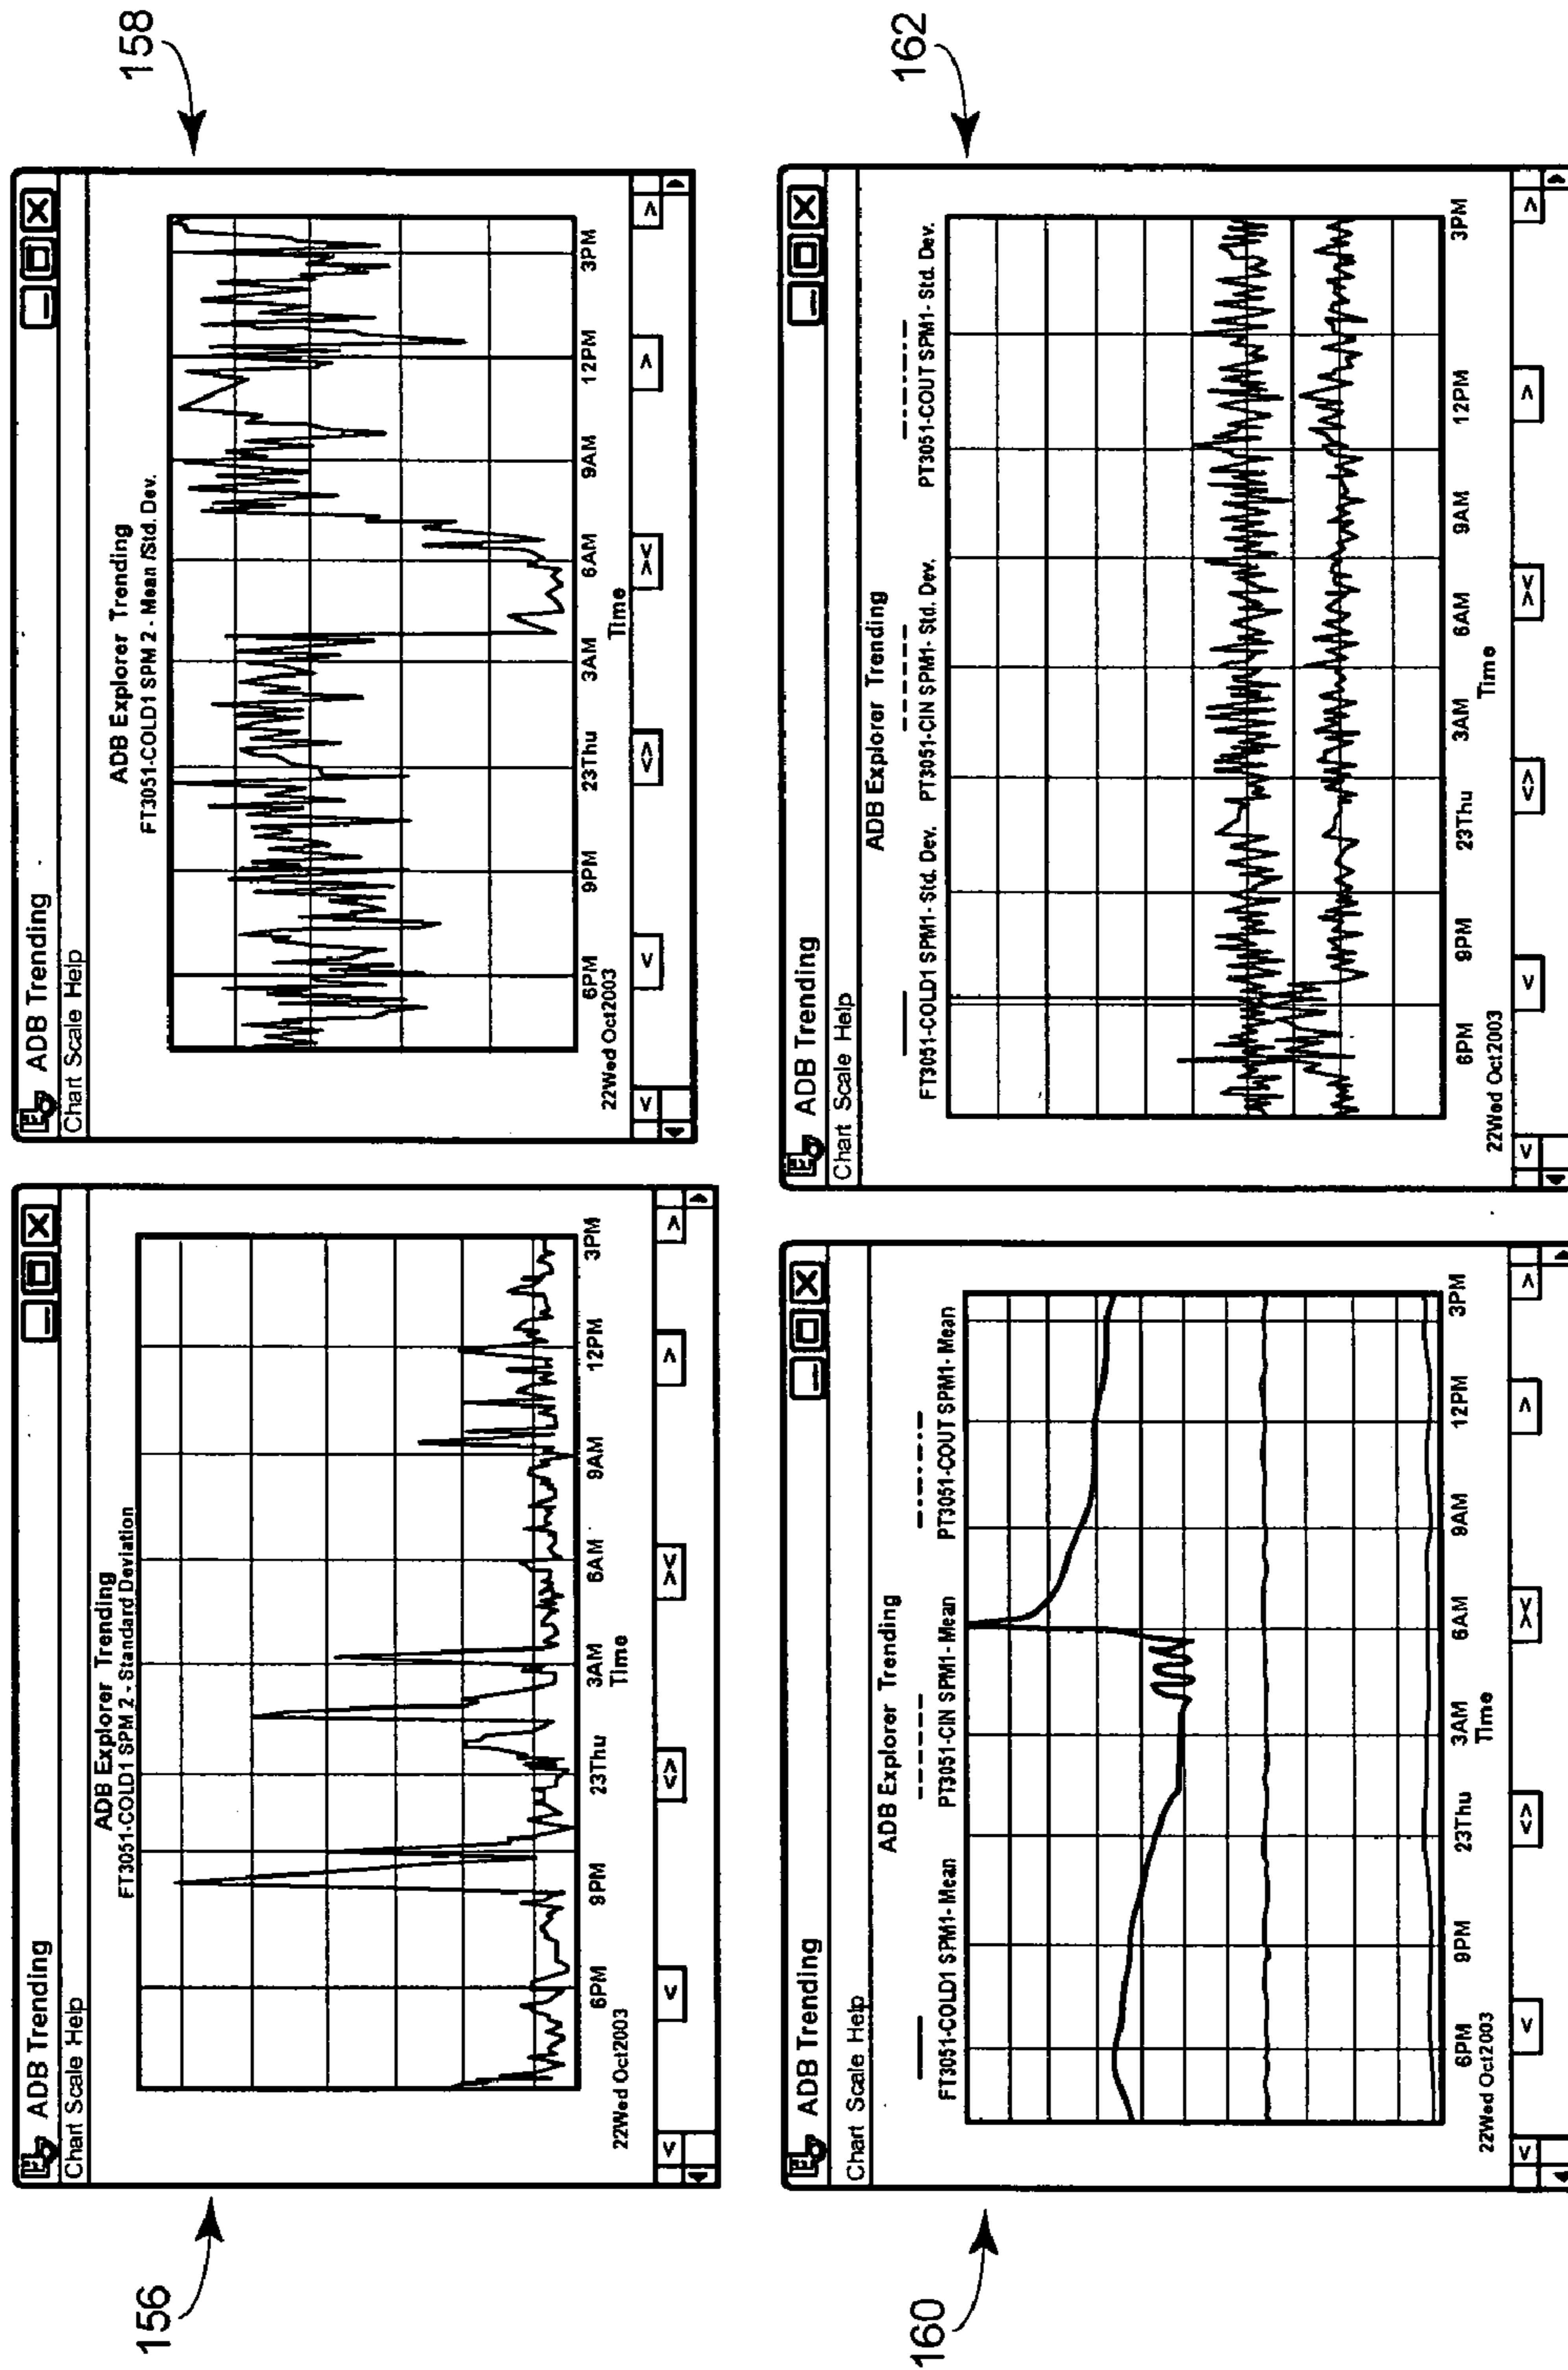 156
ADB Trending
Chart Scale Help
ADB Explorer Trending
FT3051-COLD1 SPM 2 - Standard Deviation
6PM 9PM 23Thu 3AM 6AM 9AM 12PM 3PM
22Wed Oct2003
Time
< < <> >< > >
158
ADB Trending
Chart Scale Help
ADB Explorer Trending
FT3051-COLD1 SPM 2 - Mean /Std. Dev.
6PM 9PM 23Thu 3AM 6AM 9AM 12PM 3PM
22Wed Oct2003
Time
< < <> >< > >
160
ADB Trending
Chart Scale Help
ADB Explorer Trending
FT3051-COLD1 SPM1- Mean PT3051-CIN SPM1- Mean PT3051-COUT SPM1- Mean
6PM 9PM 23Thu 3AM 6AM 9AM 12PM 3PM
22Wed Oct2003
Time
< < <> >< > >
162
ADB Trending
Chart Scale Help
ADB Explorer Trending
FT3051-COLD1 SPM1- Std. Dev. PT3051-CIN SPM1- Std. Dev. PT3051-COUT SPM1- Std. Dev.
6PM 9PM 23Thu 3AM 6AM 9AM 12PM 3PM
22Wed Oct2003
Time
< < <> >< > >